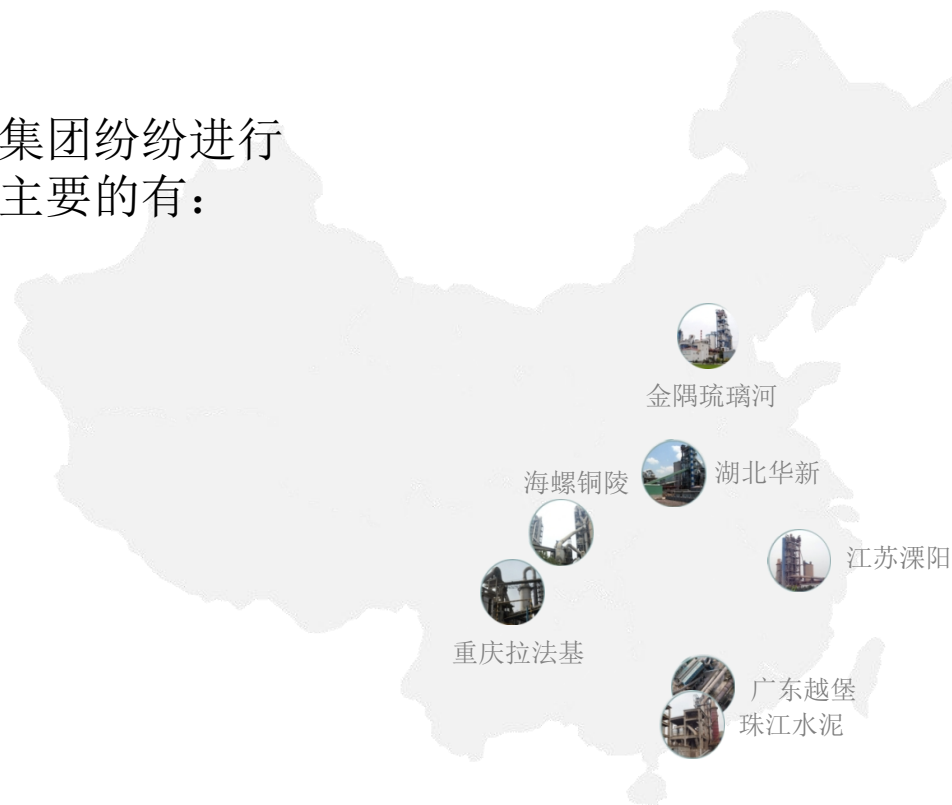 集团纷纷进行
主要的有：
金隅琉璃河
海螺铜陵
湖北华新
江苏溧阳
重庆拉法基
广东越堡
珠江水泥